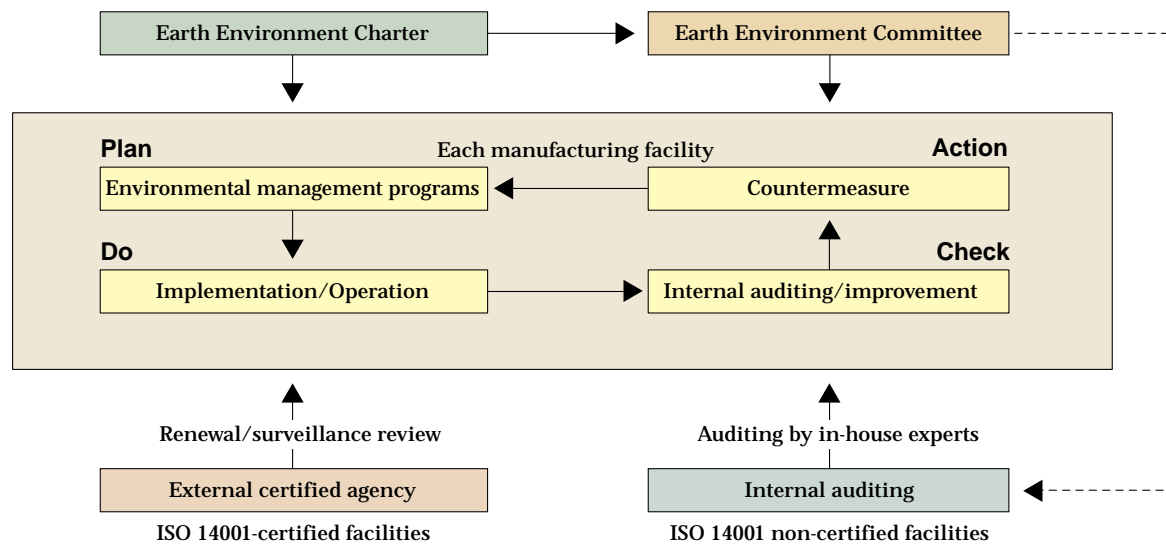 Earth Environment Charter
Earth Environment Committee
Plan
Each manufacturing facility
Action
Environmental management programs
Countermeasure
Do
Check
Implementation/Operation
Internal auditing/improvement
Renewal/surveillance review
Auditing by in-house experts
External certified agency
Internal auditing
ISO 14001-certified facilities
ISO 14001 non-certified facilities